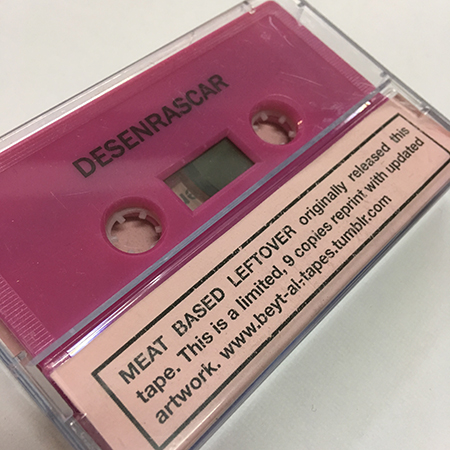 DESENRASCAR
MEAT BASED LEFTOVER originally released this
tape. This is a limited, 9 copies reprint with updated
artwork. www.beyt-al-tapes.tumblr.com